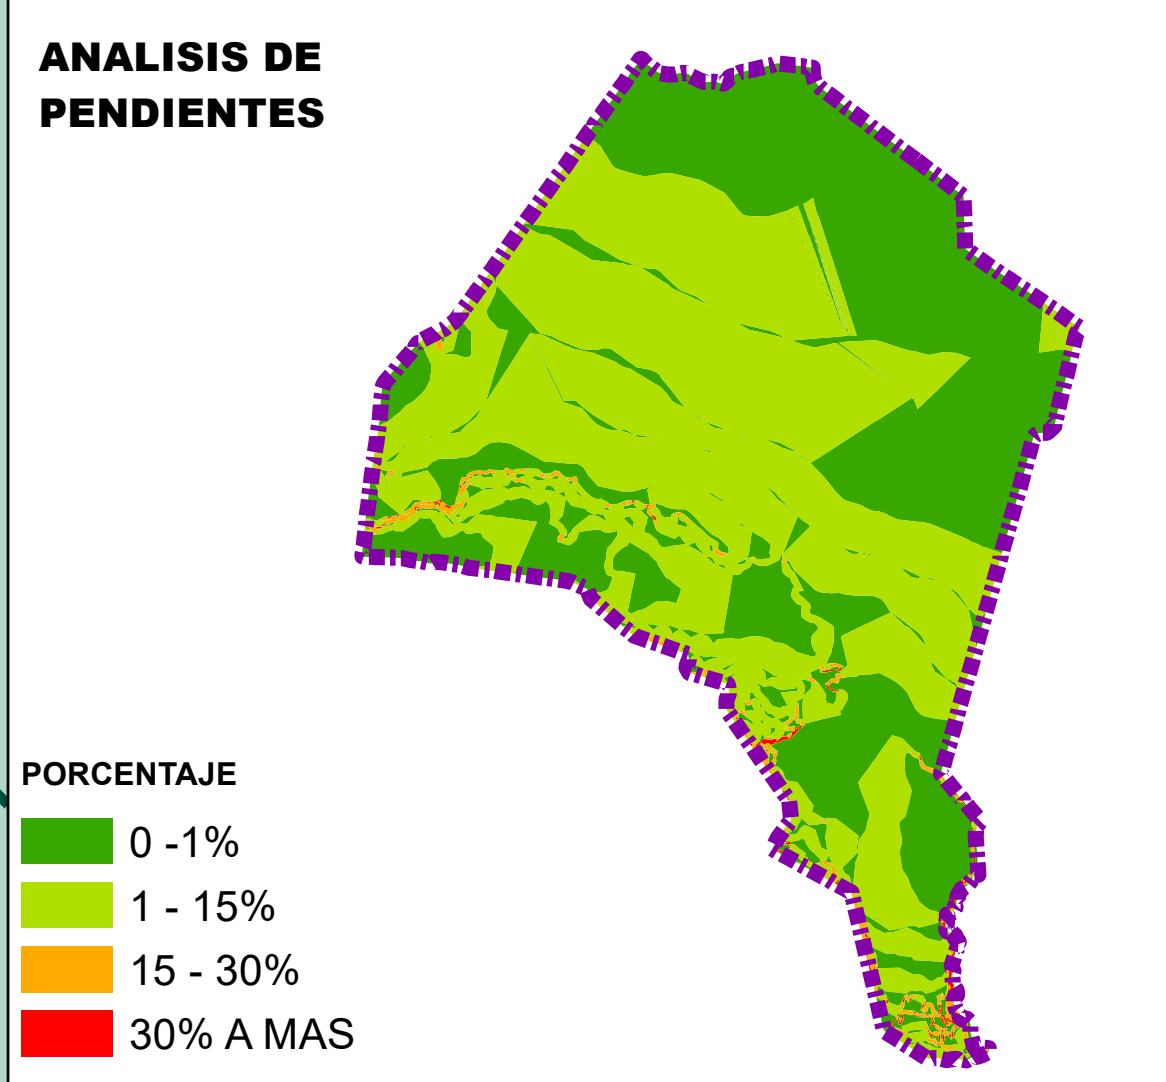 ANALISIS DE
PENDIENTES
PORCENTAJE
0 -1%
1 - 15%
15 - 30%
30% A MAS